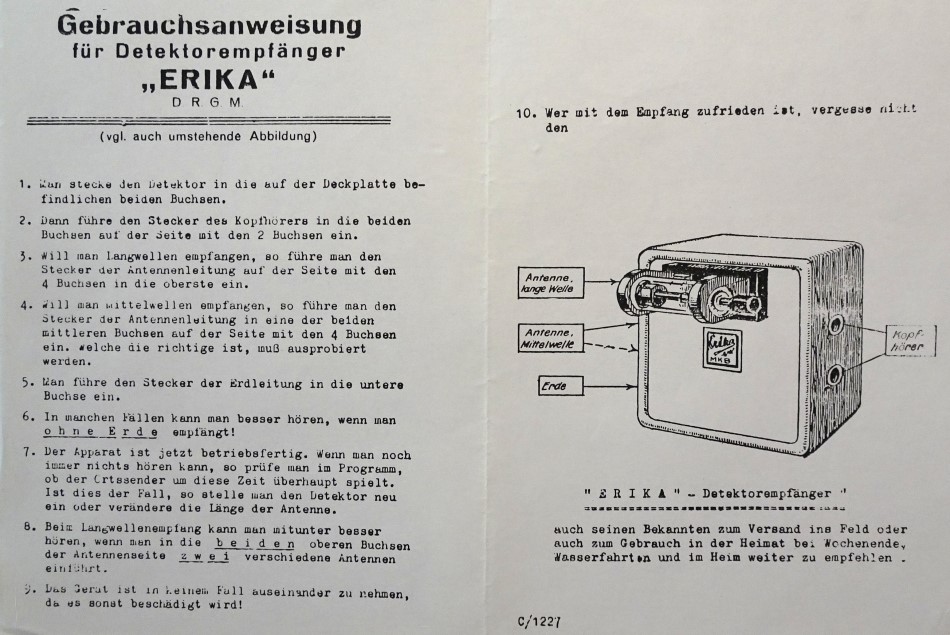 Gebrauchsanweisung
für Detektorempfänger
„ERIKA“
D.R.G.M.
(vgl. auch umstehende Abbildung)
1. Man stecke den Detektor in die auf der Deckplatte be-
findlichen beiden Buchsen.
2. Dann führe den Stecker des Kopfhörers in die beiden
Buchsen auf der Seite mit den 2 Buchsen ein.
3. Will man Langwellen empfangen, so führe man den
Stecker der Antennenleitung auf der Seite mit den
4 Buchsen in die oberste ein.
4. Will man Mittelwellen empfangen, so führe man den
Stecker der Antennenleitung in eine der beiden
mittleren Buchsen auf der Seite mit den 4 Buchsen
ein. Welche die richtige ist, muß ausprobiert
werden.
5. Man führe den Stecker der Erdleitung in die untere
Buchse ein.
6. In manchen Fällen kann man besser hören, wenn man
o h n e E r d e empfängt!
7. Der Apparat ist jetzt betriebsfertig. Wenn man noch
immer nichts hören kann, so prüfe man im Programm,
ob der Ortssender um diese Zeit überhaupt spielt.
Ist dies der Fall, so stelle man den Detektor neu
ein oder verändere die Länge der Antenne.
8. Beim Langwellenempfang kann man mitunter besser
hören, wenn man in die b e i d e n oberen Buchsen
der Antennenseite z w e i verschiedene Antennen
einführt.
9. Das Gerät ist in keinem Fall auseinander zu nehmen,
da es sonst beschädigt wird!
10. Wer mit dem Empfang zufrieden ist, vergesse nicht
den
Antenne,
lange Welle
Antenne,
Mittelwelle
Erde
Kopf-
hörer
Erika
MKB
" E R I K A " - Detektorempfänger "
auch seinen Bekannten zum Versand ins Feld oder
auch zum Gebrauch in der Heimat bei Wochenende,
Wasserfahrten und im Heim weiter zu empfehlen .
C/1227